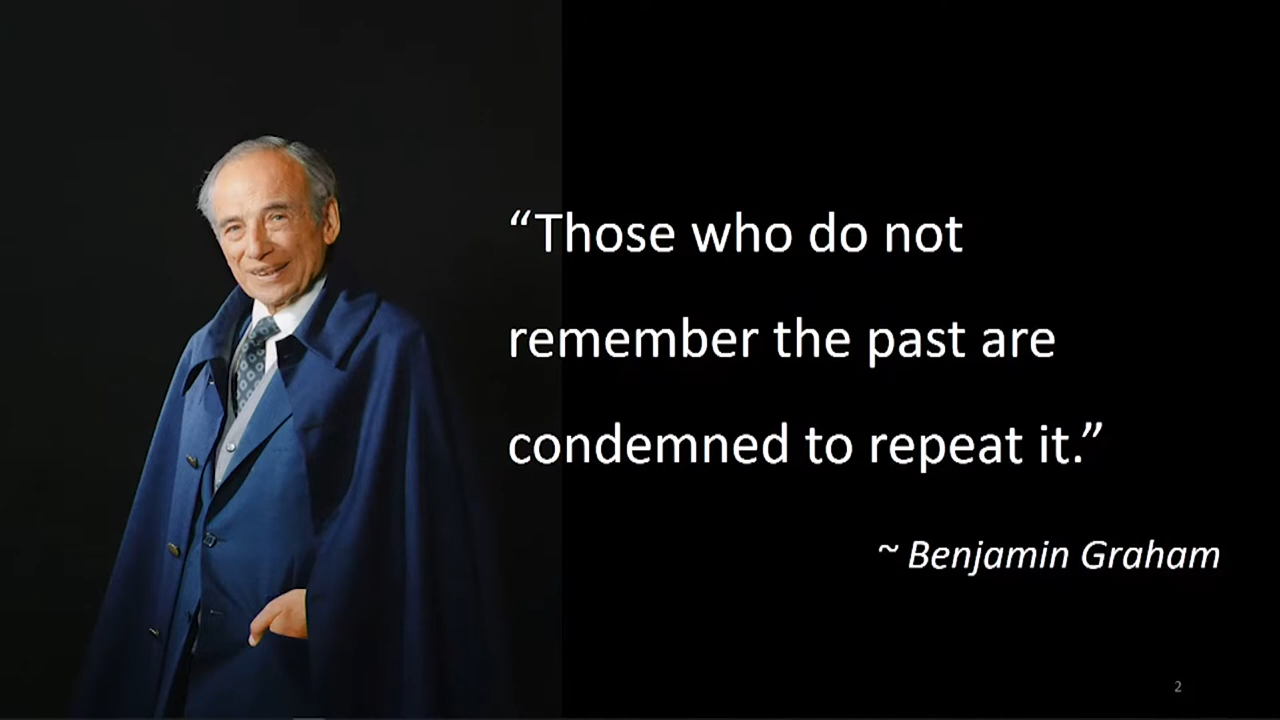 “Those who do not
remember the past are
condemned to repeat it.”
~ Benjamin Graham
2